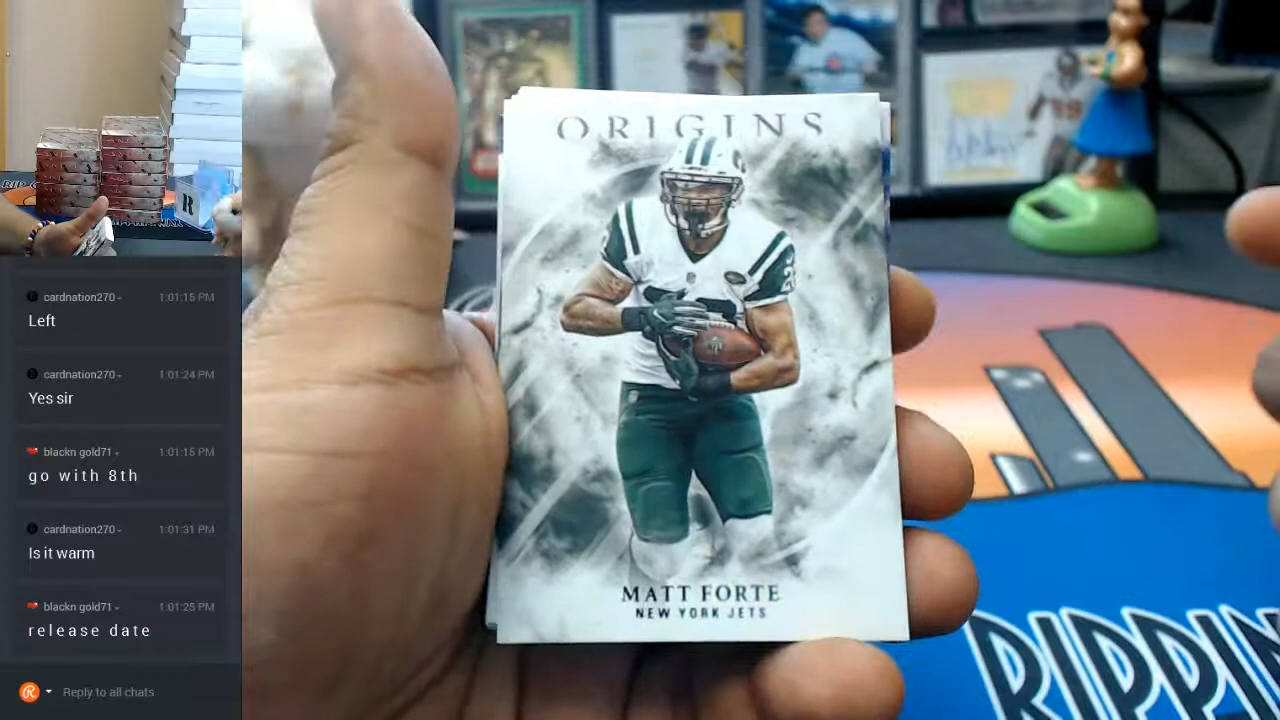 cardnation270
1:01:15 PM
Left
cardnation270
1:01:24 PM
Yes sir
blackn gold71
1:01:15 PM
go with 8th
cardnation270
1:01:31 PM
Is it warm
blackn gold71
1:01:25 PM
release date
Reply to all chats
ORIGINS
MATT FORTE
NEW YORK JETS
RIPPIN